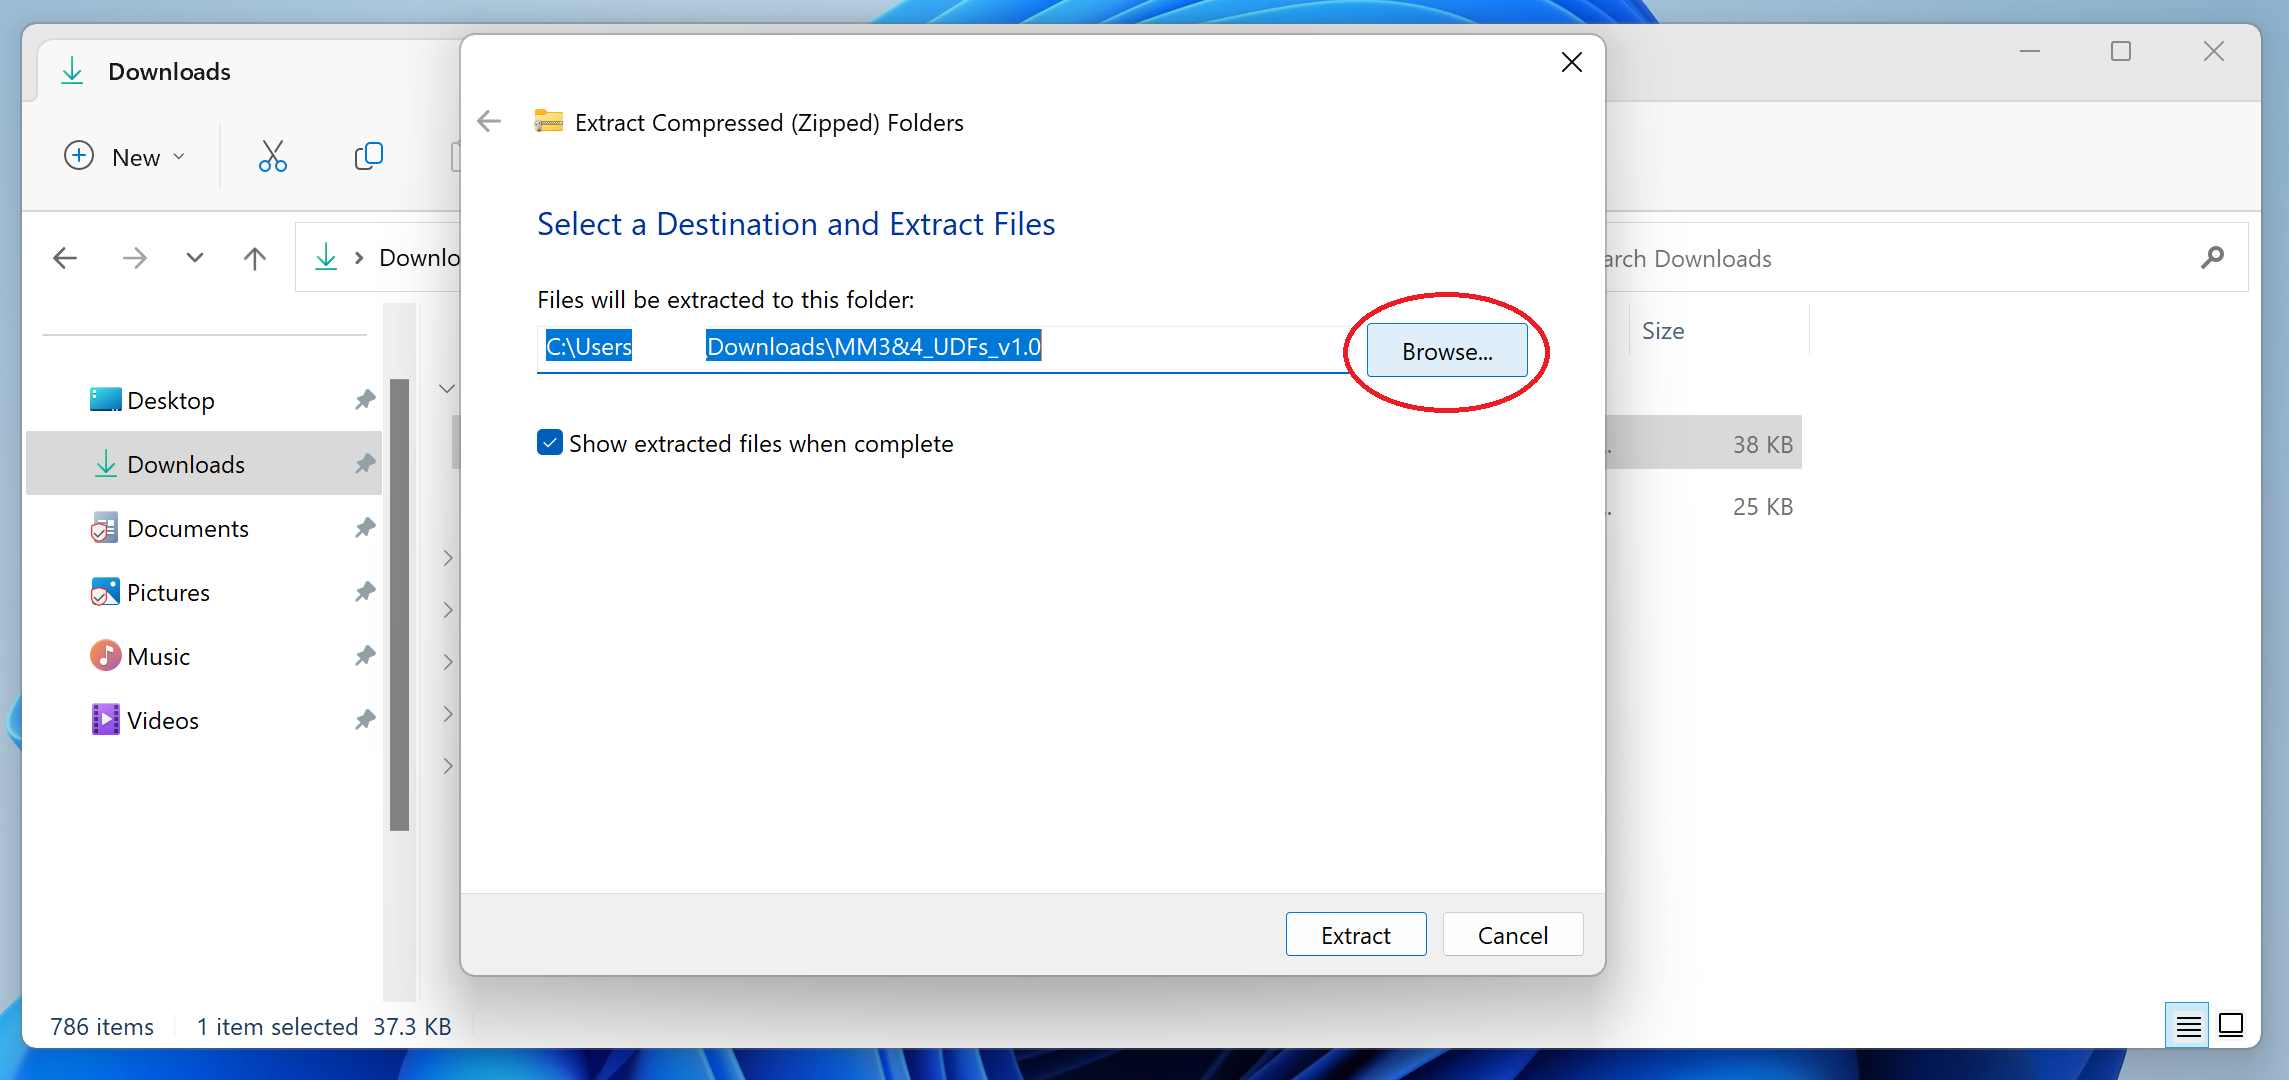 Downloads
New
Downlo
arch Downloads
Desktop
Downloads
Documents
Pictures
Music
Videos
Extract Compressed (Zipped) Folders
Select a Destination and Extract Files
Files will be extracted to this folder:
C:\Users Downloads\MM3&4_UDFs_v1.0
Browse...
Show extracted files when complete
Extract
Cancel
Size
38 KB
25 KB
786 items 1 item selected 37.3 KB